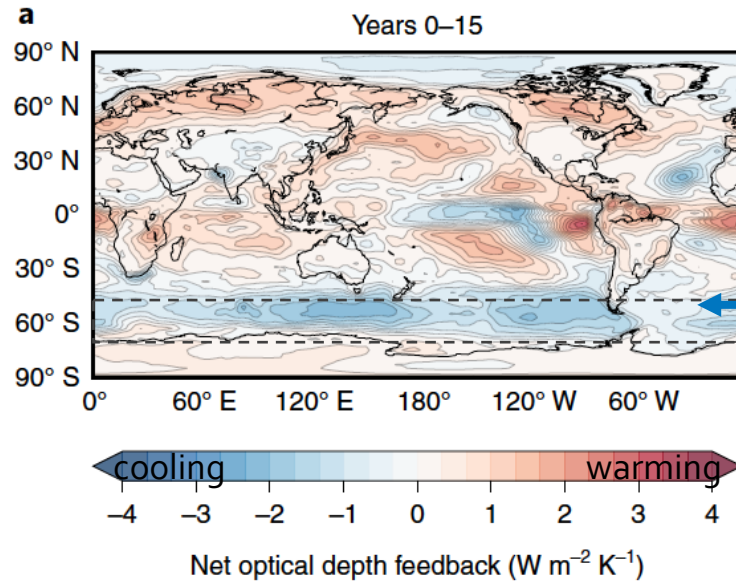 a
Years 0–15
90° N
60° N
30° N
0°
30° S
60° S
90° S
0° 60° E 120° E 180° 120° W 60° W
cooling warming
−4 −3 −2 −1 0 1 2 3 4
Net optical depth feedback (W m⁻² K⁻¹)